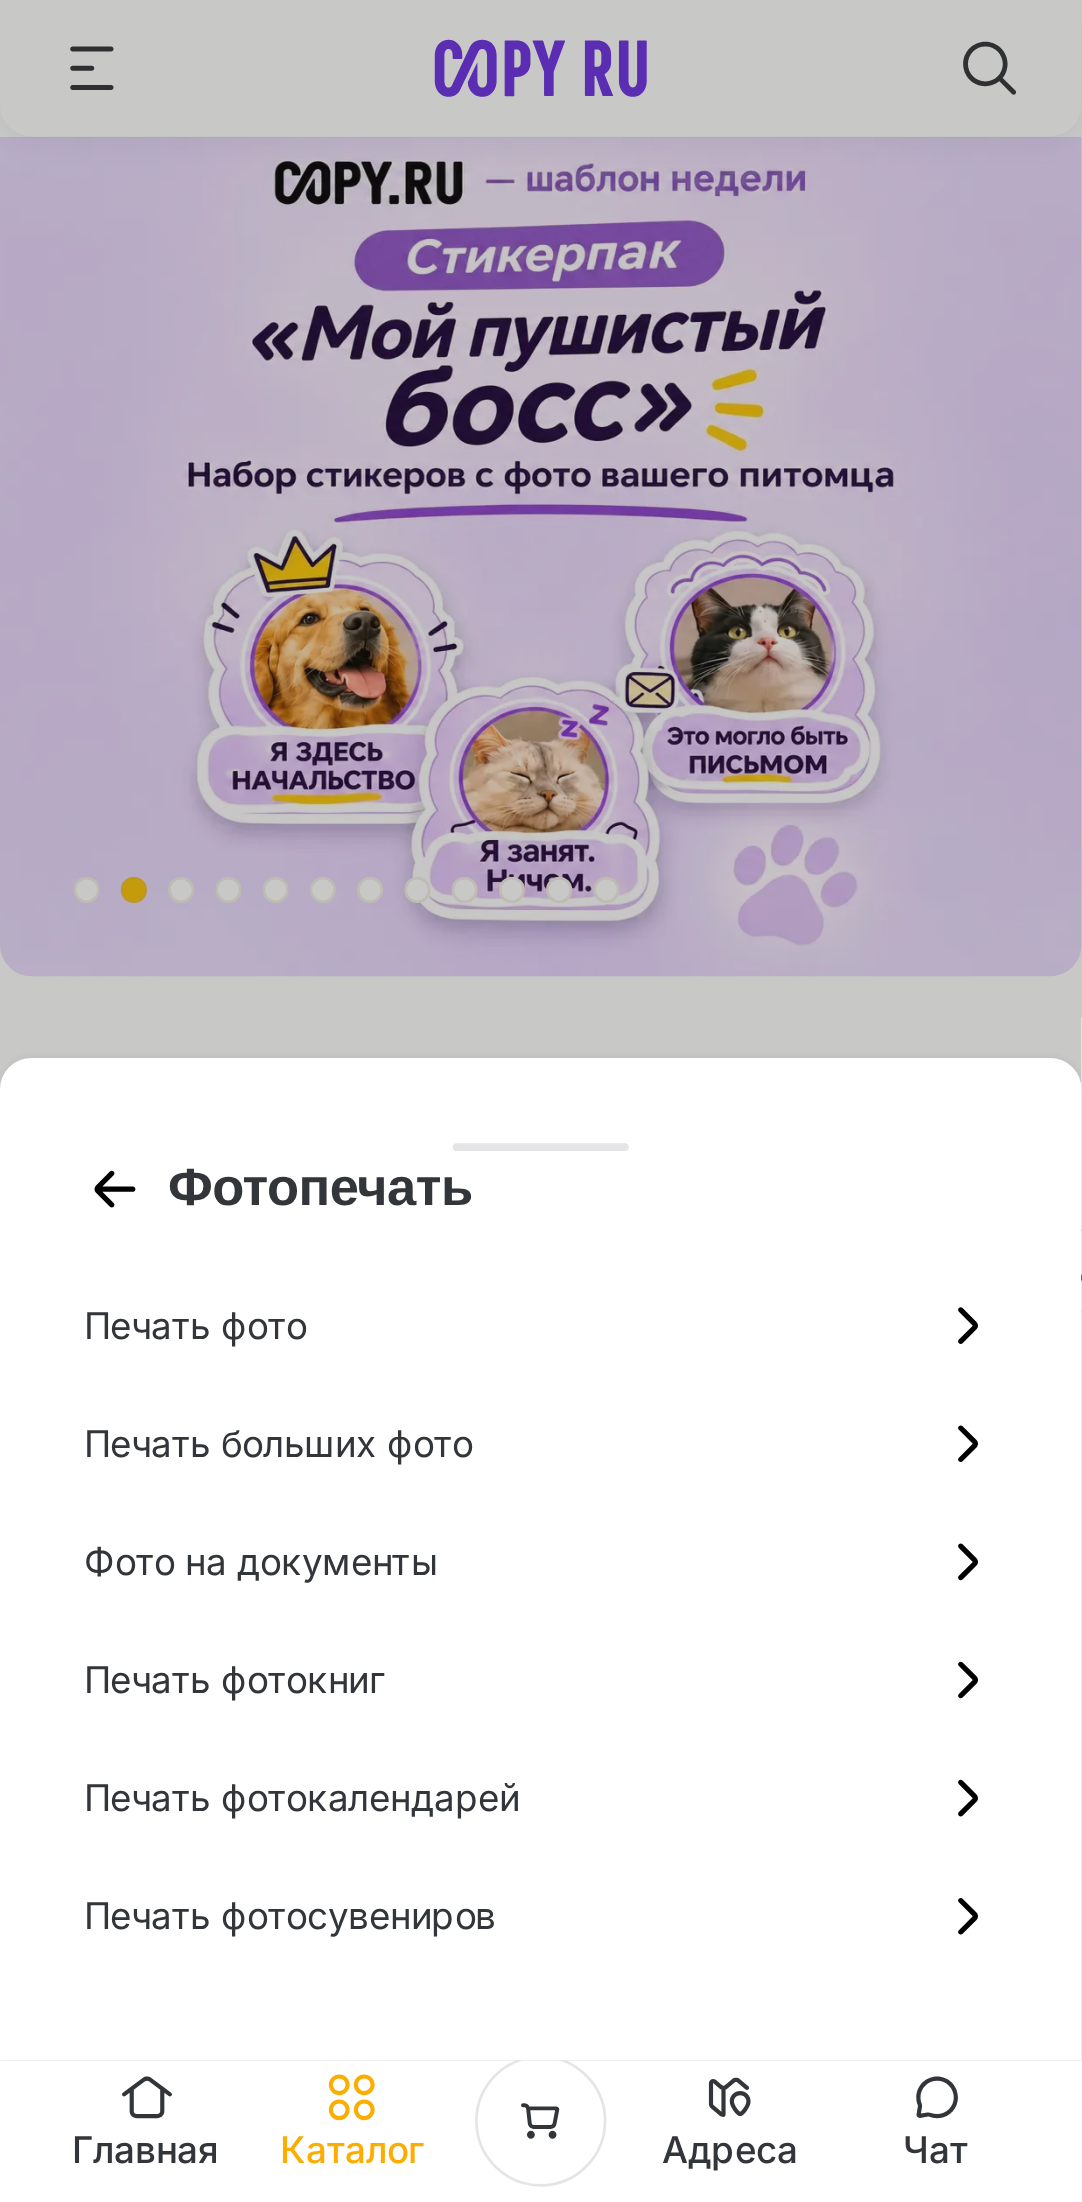 COPY RU
COPY.RU — шаблон недели
Стикерпак
«Мой пушистый
босс»
Набор стикеров с фото вашего питомца
Я ЗДЕСЬ
НАЧАЛЬСТВО
Это могло быть
ПИСЬМОМ
z z
Я занят.
Ничем.
Фотопечать
Печать фото
Печать больших фото
Фото на документы
Печать фотокниг
Печать фотокалендарей
Печать фотосувениров
Главная
Каталог
Адреса
Чат